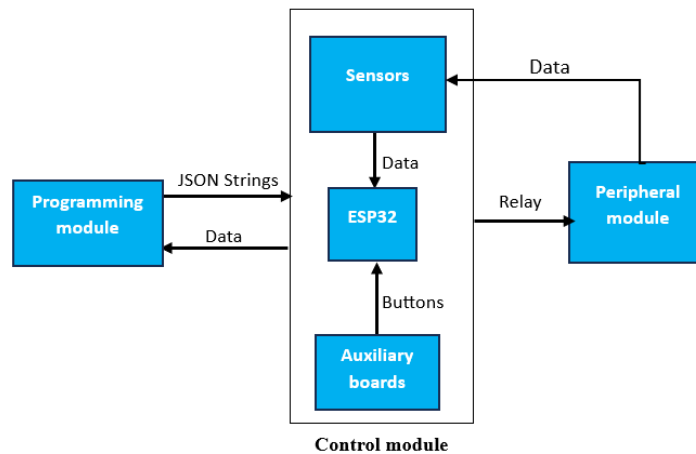 Sensors
Data
Data
JSON Strings
Programming
module
ESP32
Relay
Peripheral
module
Data
Buttons
Auxiliary
boards
Control module